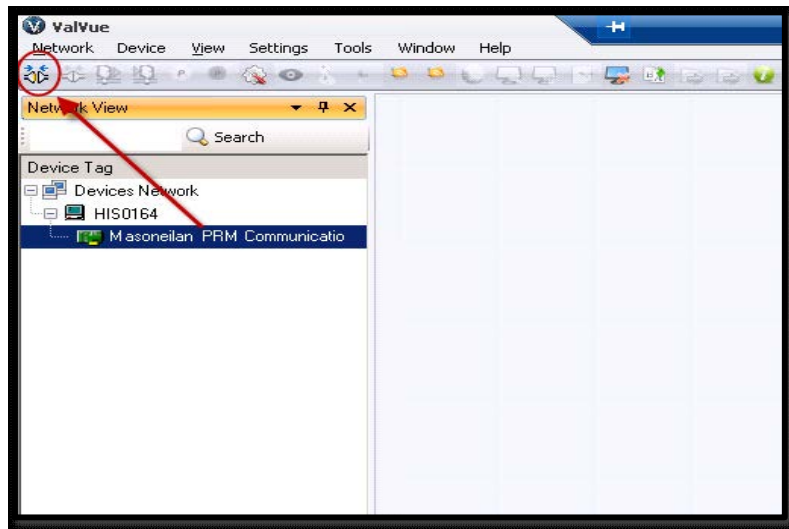 ValVue
Network Device View Settings Tools Window Help
Network View
Search
Device Tag
Devices Network
HIS0164
Masoneilan PRM Communicatio